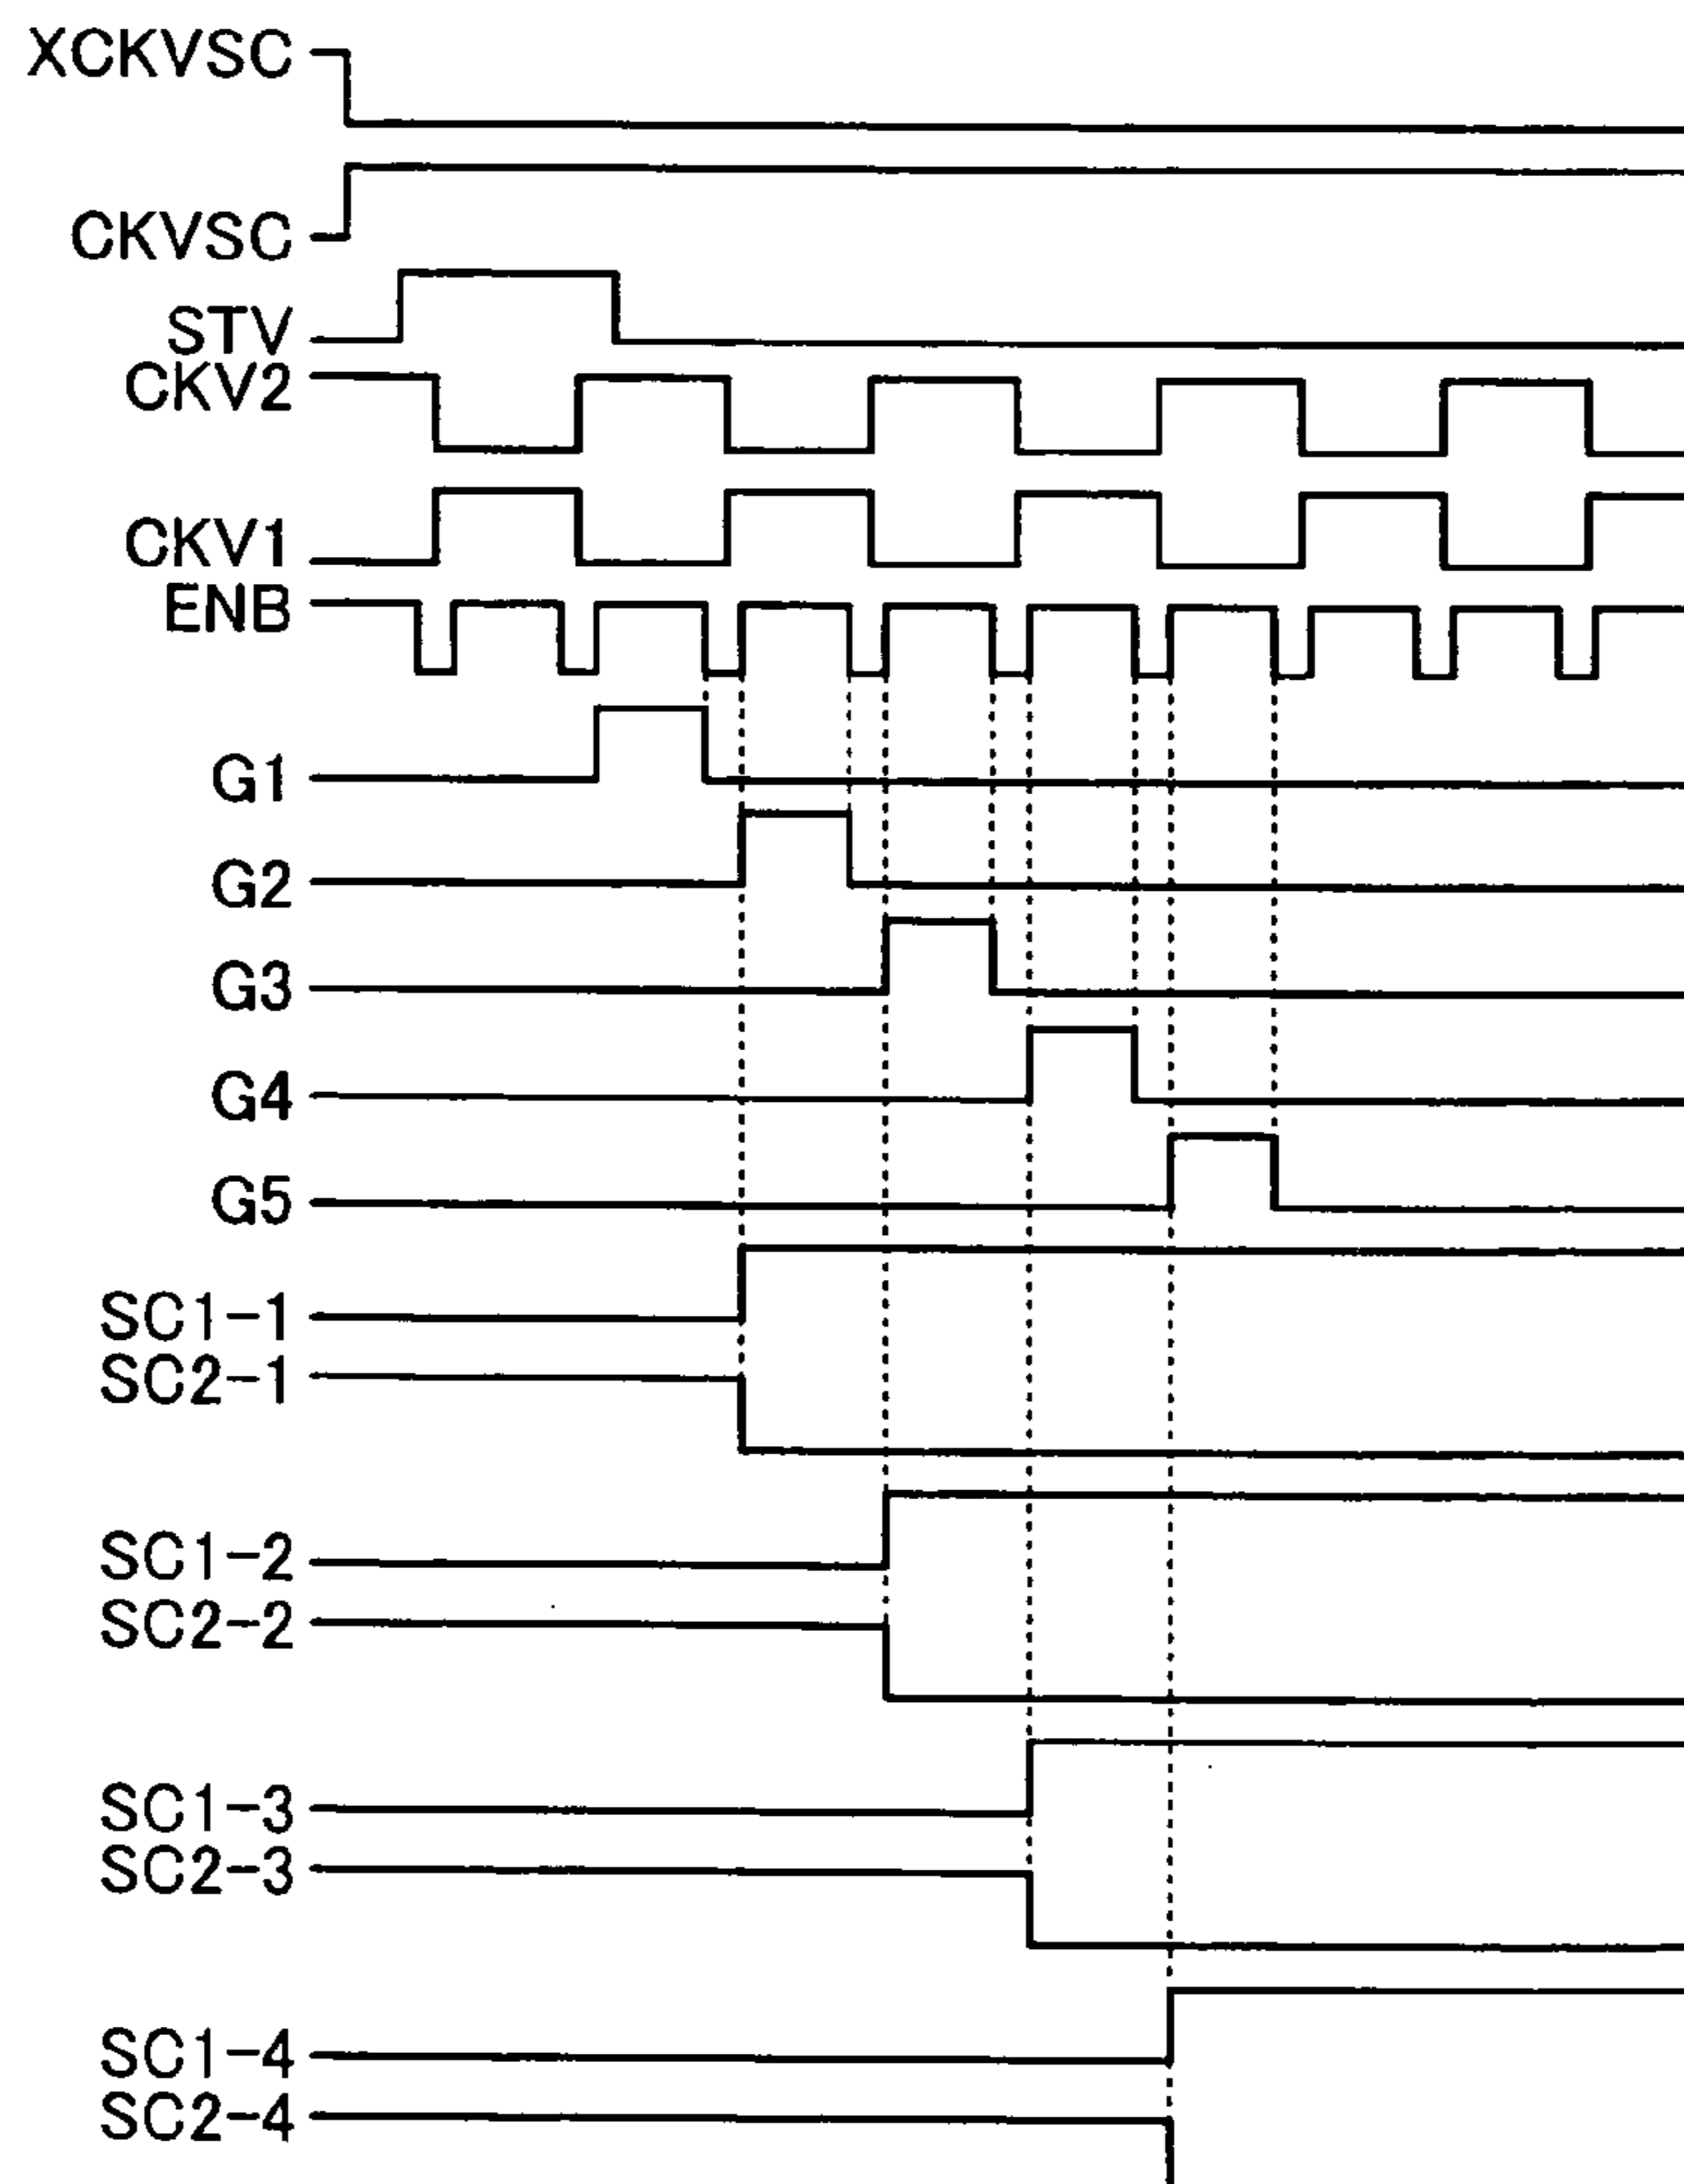 XCKVSC
CKVSC
STV
CKV2
CKV1
ENB
G1
G2
G3
G4
G5
SC1-1
SC2-1
SC1-2
SC2-2
SC1-3
SC2-3
SC1-4
SC2-4